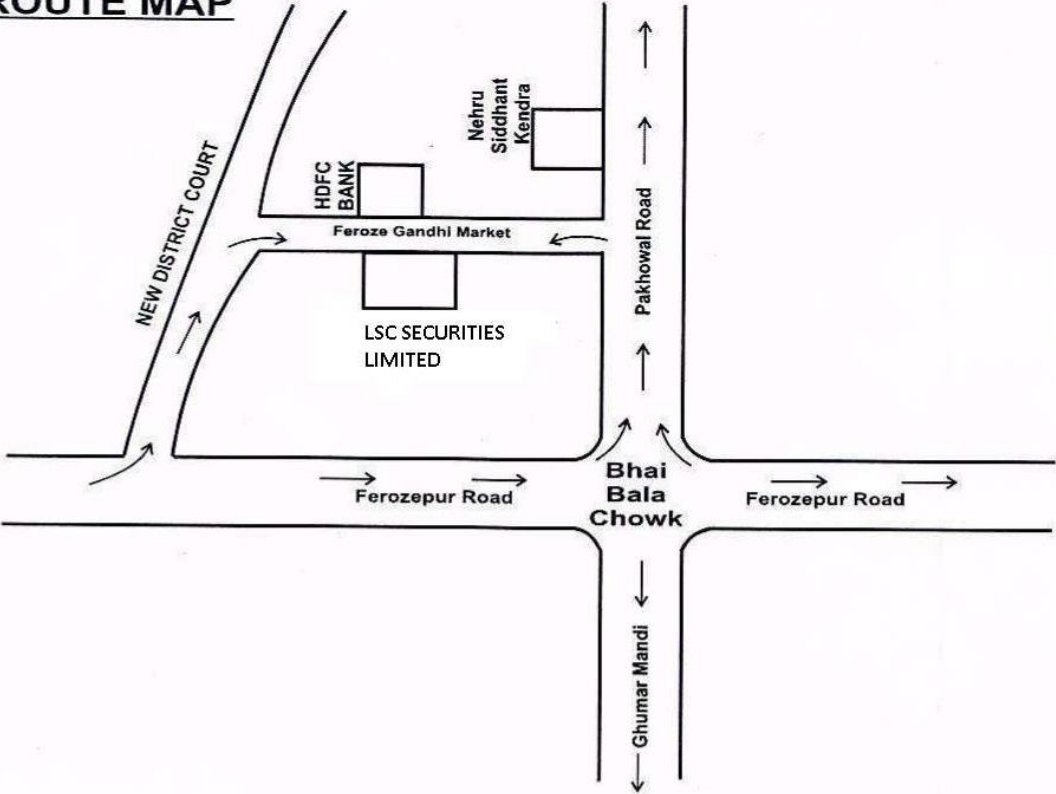 ROUTE MAP
Nehru
Siddhant
Kendra
HDFC
BANK
NEW DISTRICT COURT
Feroze Gandhi Market
Pakhowal Road
LSC SECURITIES
LIMITED
Bhai
Bala
Chowk
Ferozepur Road
Ferozepur Road
Ghumar Mandi